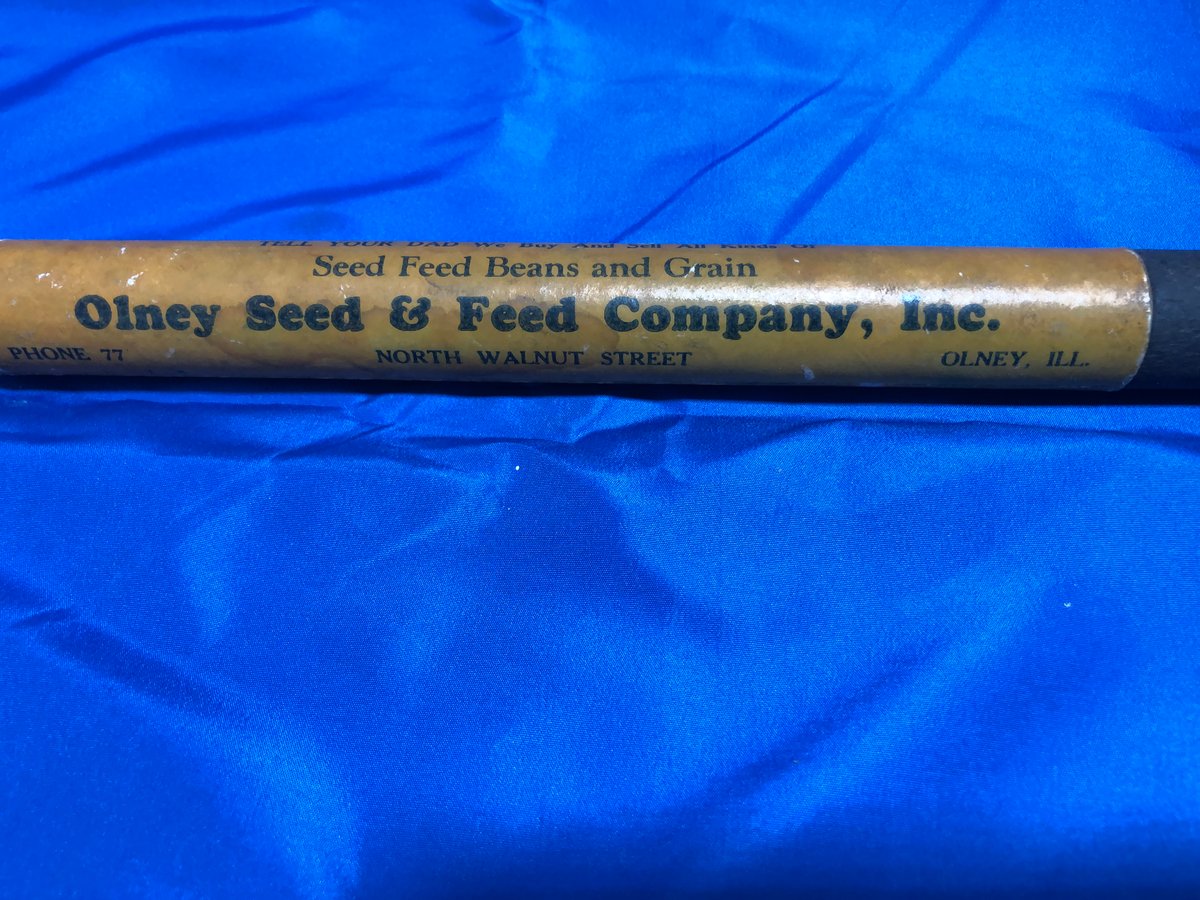 TELL YOUR DAD We Buy And Sell All Kinds Of
Seed Feed Beans and Grain
Olney Seed & Feed Company, Inc.
PHONE 77 NORTH WALNUT STREET OLNEY, ILL.